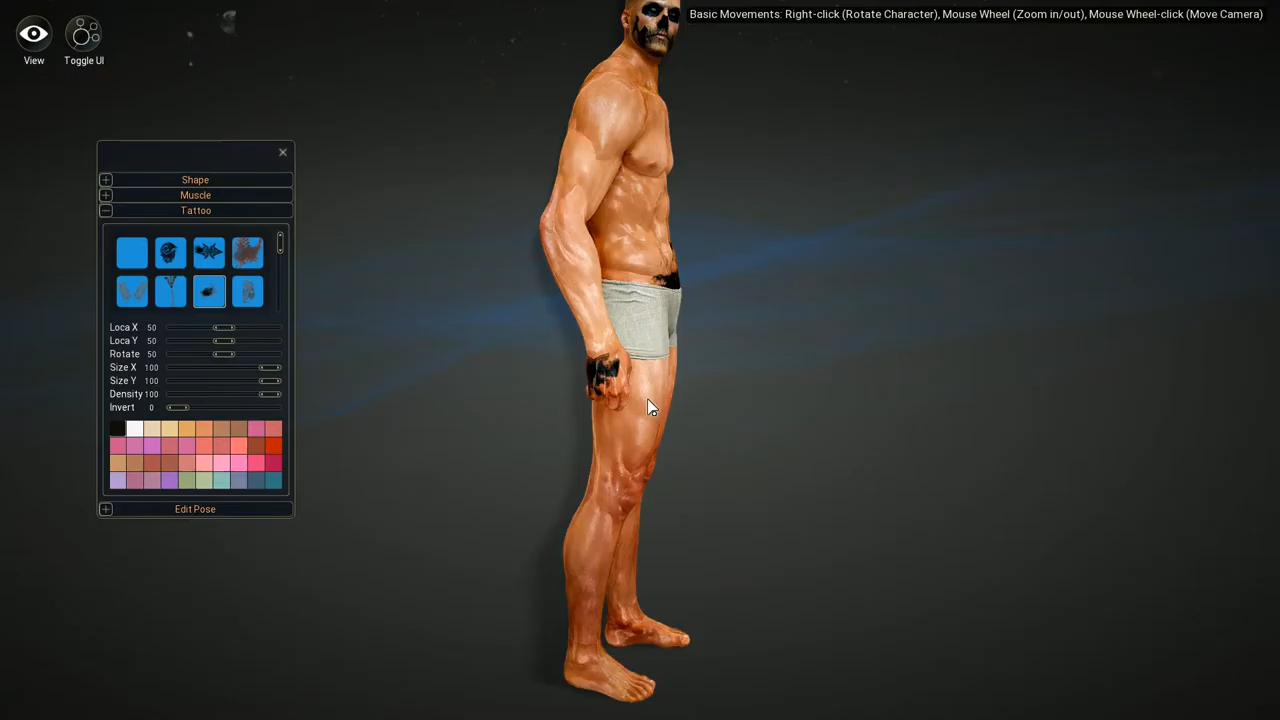 Basic Movements: Right-click (Rotate Character), Mouse Wheel (Zoom in/out), Mouse Wheel-click (Move Camera)
View
Toggle UI
Shape
Muscle
Tattoo
Loca X 50
Loca Y 50
Rotate 50
Size X 100
Size Y 100
Density 100
Invert 0
Edit Pose